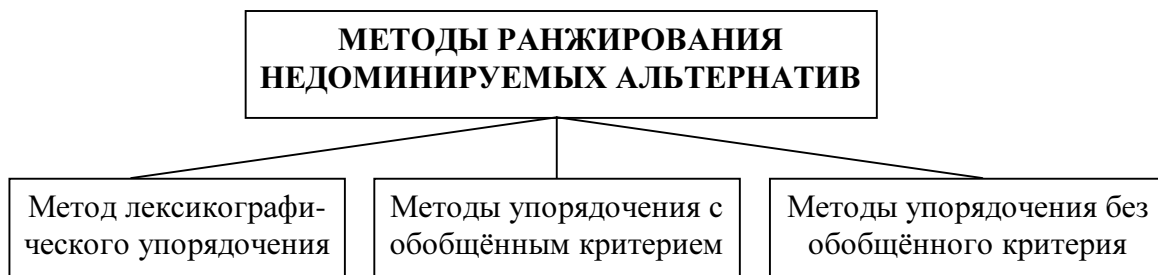 МЕТОДЫ РАНЖИРОВАНИЯ
НЕДОМИНИРУЕМЫХ АЛЬТЕРНАТИВ
Метод лексикографи-
ческого упорядочения
Методы упорядочения с
обобщённым критерием
Методы упорядочения без
обобщённого критерия